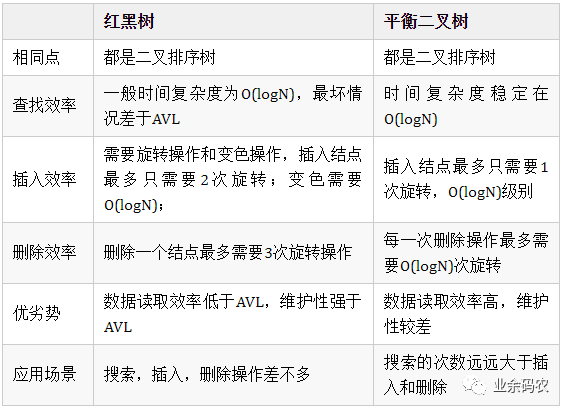 红黑树 平衡二叉树
相同点 都是二叉排序树 都是二叉排序树
查找效率
一般时间复杂度为O(logN)，最坏情
况差于AVL
时间复杂度稳定在
O(logN)
插入效率
需要旋转操作和变色操作，插入结点
最多只需要2次旋转；变色需要
O(logN)；
插入结点最多只需要1
次旋转，O(logN)级别
删除效率
删除一个结点最多需要3次旋转操作
每一次删除操作最多需
要O(logN)次旋转
优劣势
数据读取效率低于AVL，维护性强于
AVL
数据读取效率高，维护
性较差
应用场景
搜索，插入，删除操作差不多
搜索的次数远远大于插
入和删除
业余码农